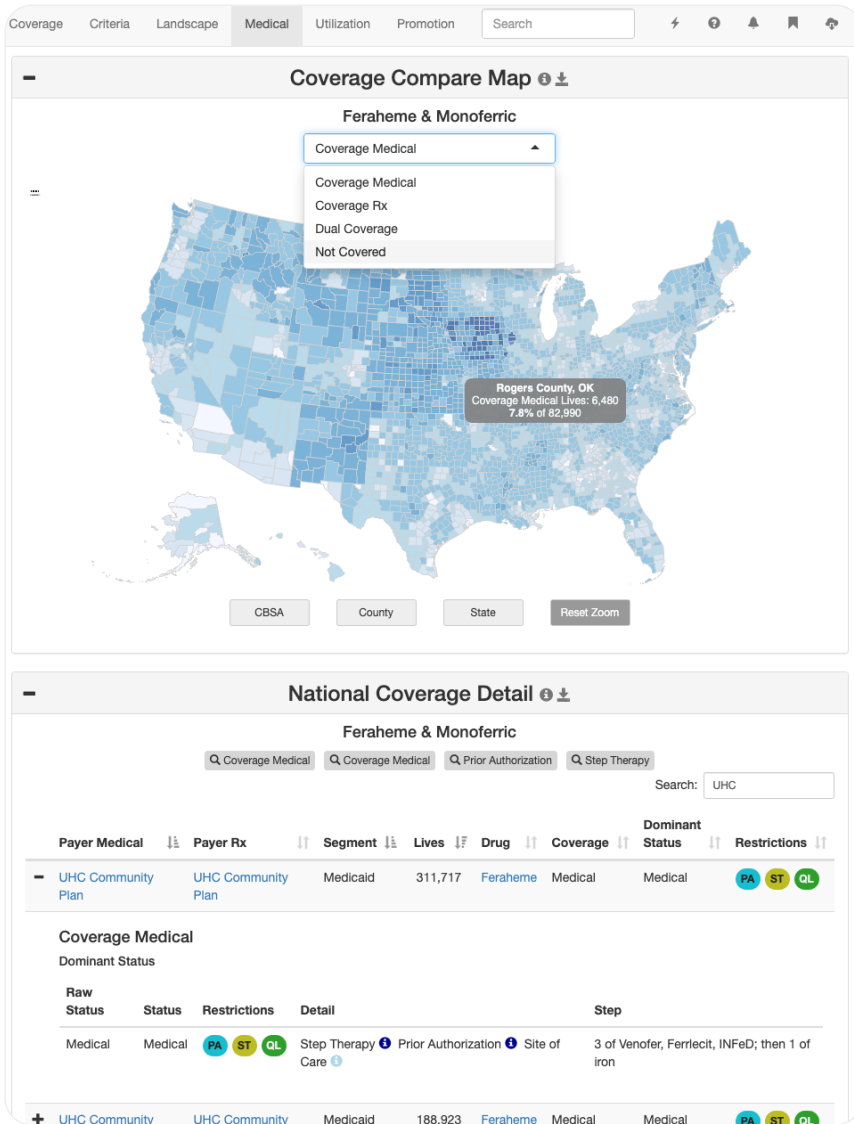 Coverage Criteria Landscape Medical Utilization Promotion Search
Coverage Compare Map
Feraheme & Monoferric
Coverage Medical
Coverage Medical
Coverage Rx
Dual Coverage
Not Covered
Rogers County, OK
Coverage Medical Lives: 6,480
7.8% of 82,990
CBSA County State Reset Zoom
National Coverage Detail
Feraheme & Monoferric
Coverage Medical Coverage Medical Prior Authorization Step Therapy
Search: UHC
Payer Medical Payer Rx Segment Lives Drug Coverage Dominant Status Restrictions
UHC Community Plan UHC Community Plan Medicaid 311,717 Feraheme Medical Medical PA ST QL
Coverage Medical
Dominant Status
Raw Status Status Restrictions Detail Step
Medical Medical PA ST QL Step Therapy Prior Authorization Site of Care 3 of Venofer, Ferrlecit, INFeD; then 1 of iron
UHC Community UHC Community Medicaid 188,923 Feraheme Medical Medical PA ST QL